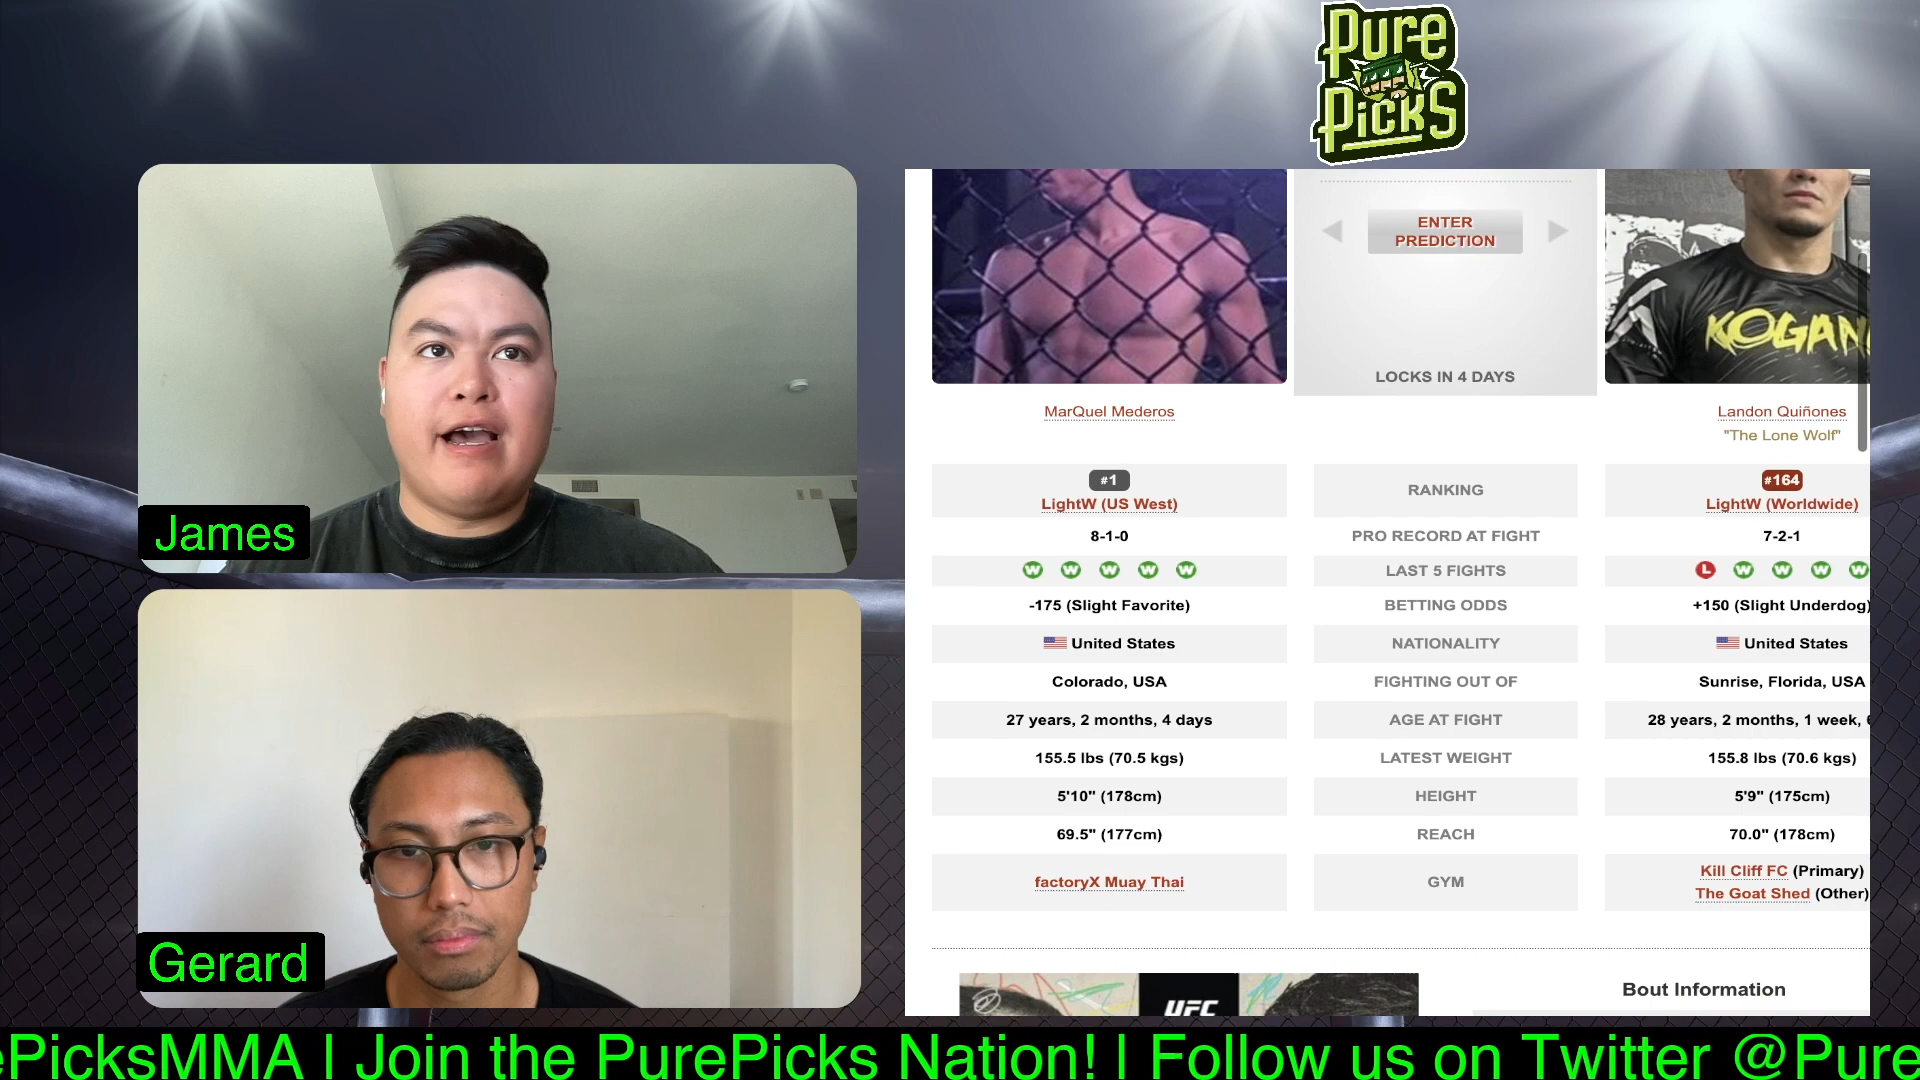 Pure
Picks
James
Gerard
ENTER
PREDICTION
LOCKS IN 4 DAYS
KOGAN
MarQuel Mederos
Landon Quiñones
"The Lone Wolf"
#1
LightW (US West)
RANKING
#164
LightW (Worldwide)
8-1-0
PRO RECORD AT FIGHT
7-2-1
W W W W W
LAST 5 FIGHTS
L W W W W
-175 (Slight Favorite)
BETTING ODDS
+150 (Slight Underdog)
United States
NATIONALITY
United States
Colorado, USA
FIGHTING OUT OF
Sunrise, Florida, USA
27 years, 2 months, 4 days
AGE AT FIGHT
28 years, 2 months, 1 week,
155.5 lbs (70.5 kgs)
LATEST WEIGHT
155.8 lbs (70.6 kgs)
5'10" (178cm)
HEIGHT
5'9" (175cm)
69.5" (177cm)
REACH
70.0" (178cm)
factoryX Muay Thai
GYM
Kill Cliff FC (Primary)
The Goat Shed (Other)
UFC
Bout Information
ePicksMMA | Join the PurePicks Nation! | Follow us on Twitter @Pure